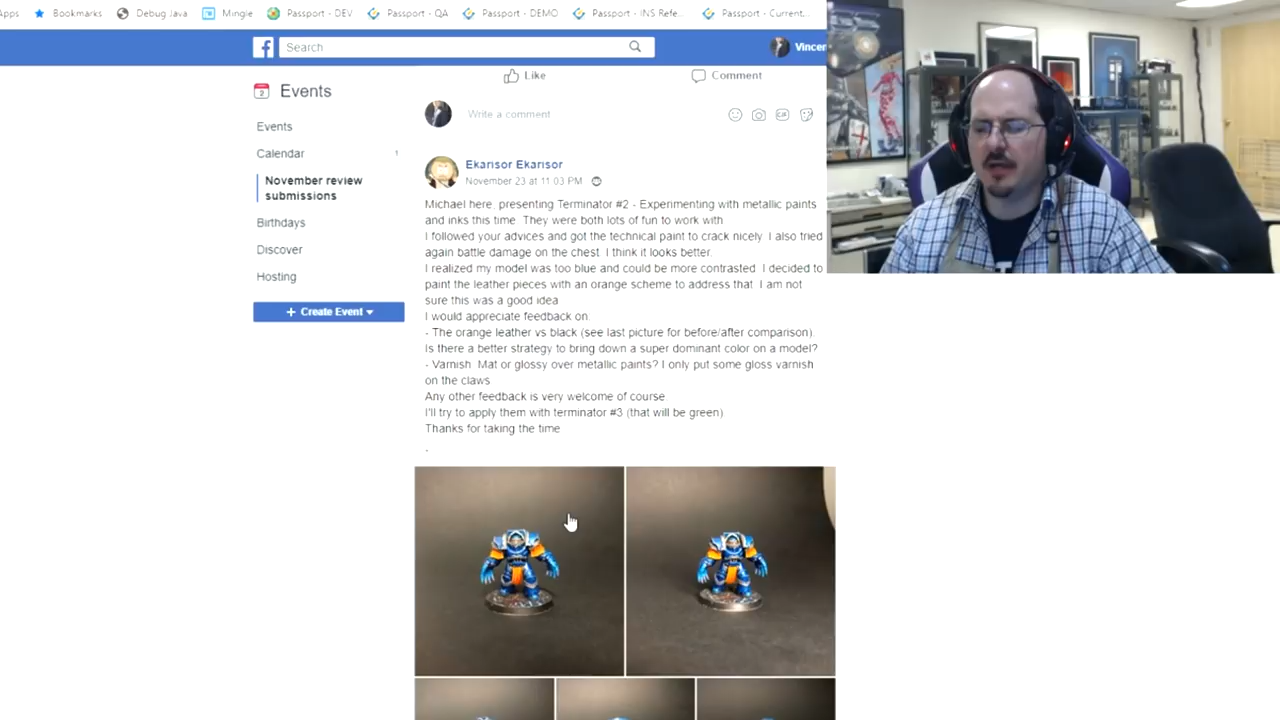 Apps Bookmarks Debug Java Mingle Passport - DEV Passport - QA Passport - DEMO Passport - INS Refe... Passport - Current,...
Search
Vincen
Events
Events
Calendar 1
November review
submissions
Birthdays
Discover
Hosting
+ Create Event
Like Comment
Write a comment
GIF
Ekarisor Ekarisor
November 23 at 11:03 PM
Michael here presenting Terminator #2 - Experimenting with metallic paints
and inks this time They were both lots of fun to work with
I followed your advices and got the technical paint to crack nicely I also tried
again battle damage on the chest. I think it looks better.
I realized my model was too blue and could be more contrasted I decided to
paint the leather pieces with an orange scheme to address that I am not
sure this was a good idea
I would appreciate feedback on:
- The orange leather vs black (see last picture for before/after comparison).
Is there a better strategy to bring down a super dominant color on a model?
- Varnish Mat or glossy over metallic paints? I only put some gloss varnish
on the claws
Any other feedback is very welcome of course.
I'll try to apply them with terminator #3 (that will be green)
Thanks for taking the time